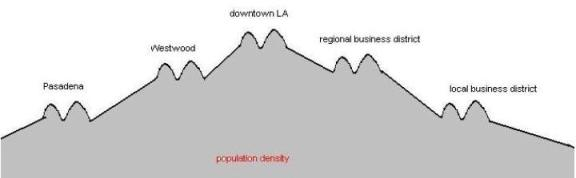 downtown LA
regional business district
Westwood
Pasadena
local business district
population density